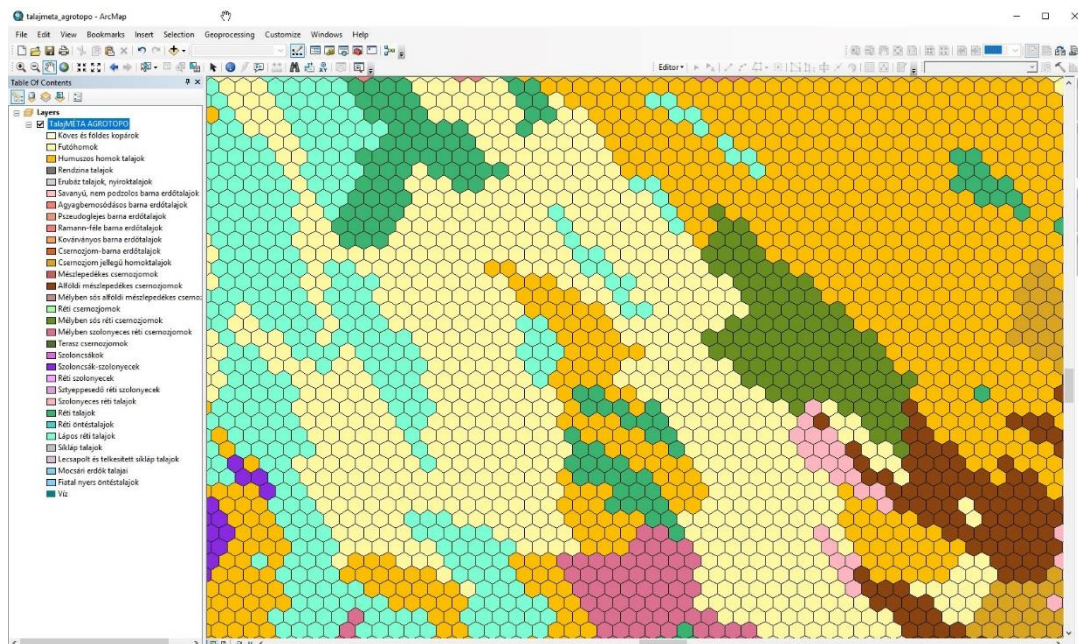 talajmeta_agrotopo - ArcMap
File Edit View Bookmarks Insert Selection Geoprocessing Customize Windows Help
Editor
Table Of Contents
Layers
TalajMÉTA AGROTOPO
Köves és földes kopárok
Futóhomok
Humuszos homok talajok
Rendzina talajok
Erubáz talajok, nyiroktalajok
Savanyú, nem podzolos barna erdőtalajok
Agyagbemosódásos barna erdőtalajok
Pszeudoglejes barna erdőtalajok
Ramann-féle barna erdőtalajok
Kovárványos barna erdőtalajok
Csernozjom-barna erdőtalajok
Csernozjom jellegű homoktalajok
Mészlepedékes csernozjomok
Alföldi mészlepedékes csernozjomok
Mélyben sós alföldi mészlepedékes cserno
Réti csernozjomok
Mélyben sós réti csernozjomok
Mélyben szolonyeces réti csernozjomok
Terasz csernozjomok
Szoloncsákok
Szoloncsák-szolonyecek
Réti szolonyecek
Sztyeppesedő réti szolonyecek
Szolonyeces réti talajok
Réti talajok
Réti öntéstalajok
Lápos réti talajok
Síkláp talajok
Lecsapolt és telkesített síkláp talajok
Mocsári erdők talajai
Fiatal nyers öntéstalajok
Víz